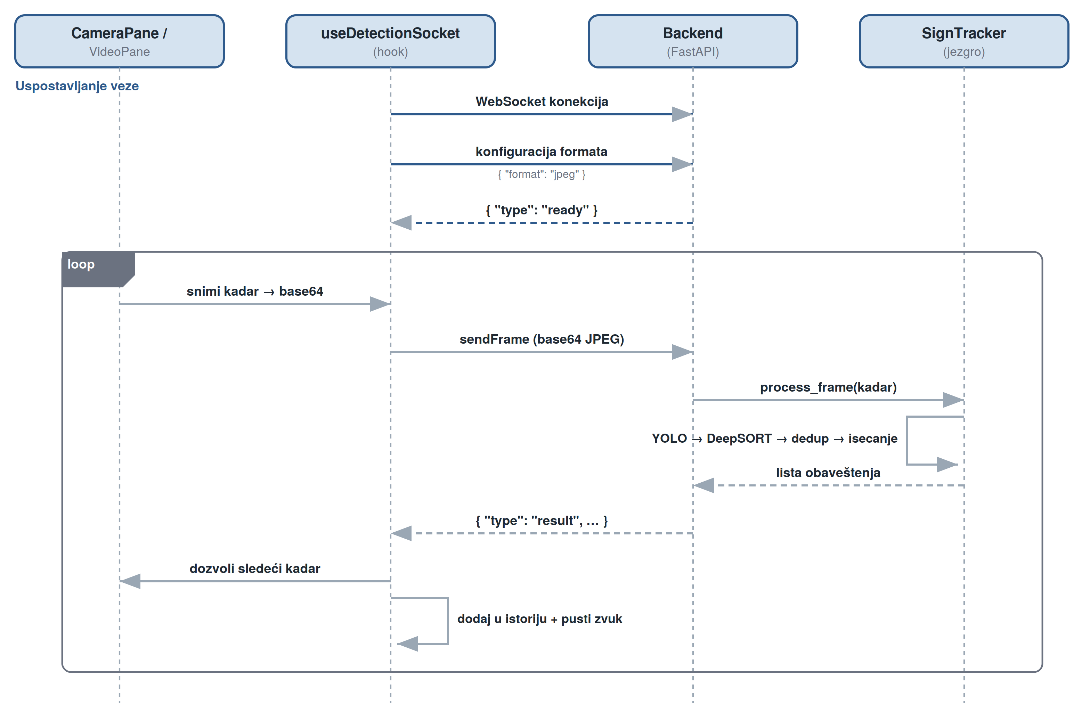 CameraPane /
VideoPane
useDetectionSocket
(hook)
Backend
(FastAPI)
SignTracker
(jezgro)
Uspostavljanje veze
WebSocket konekcija
konfiguracija formata
{ "format": "jpeg" }
{ "type": "ready" }
loop
snimi kadar → base64
sendFrame (base64 JPEG)
process_frame(kadar)
YOLO → DeepSORT → dedup → isecanje
lista obaveštenja
{ "type": "result", … }
dozvoli sledeći kadar
dodaj u istoriju + pusti zvuk